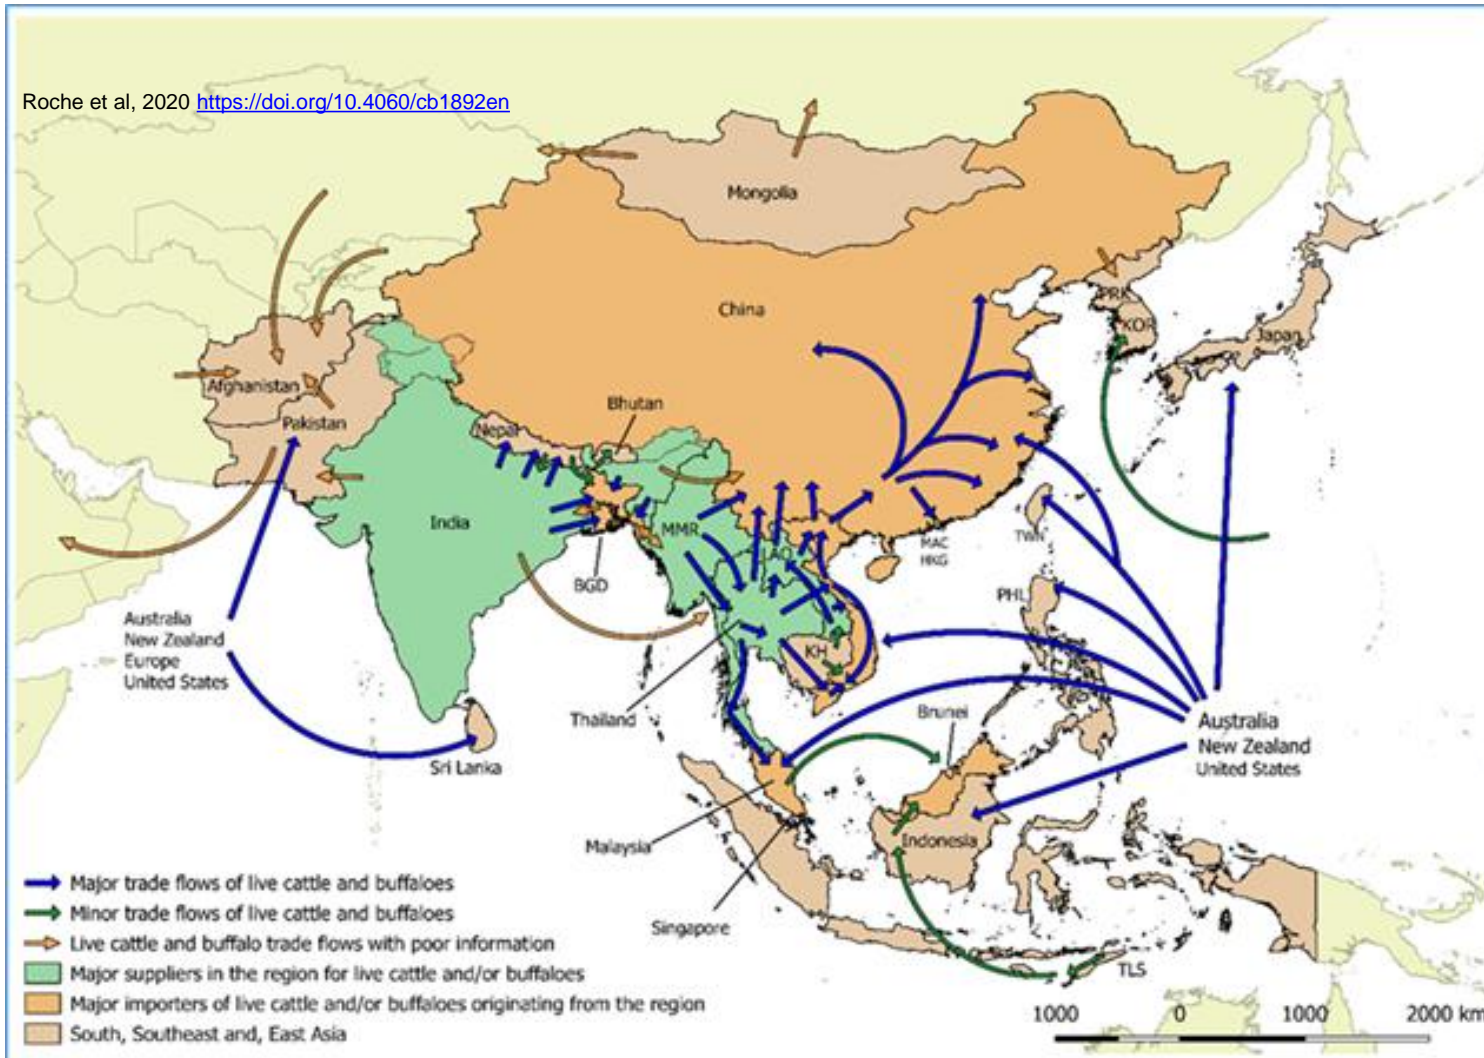 Roche et al, 2020 https://doi.org/10.4060/cb1892en
Mongolia
China
PRK
KOR
Japan
Afghanistan
Pakistan
Bhutan
Nepal
India
MMR
LAO
BGD
MAC
HKG
TWN
PHL
KH
Thailand
Brunei
Sri Lanka
Malaysia
Indonesia
Singapore
TLS
Australia
New Zealand
Europe
United States
Australia
New Zealand
United States
Major trade flows of live cattle and buffaloes
Minor trade flows of live cattle and buffaloes
Live cattle and buffalo trade flows with poor information
Major suppliers in the region for live cattle and/or buffaloes
Major importers of live cattle and/or buffaloes originating from the region
South, Southeast and, East Asia
1000 0 1000 2000 km